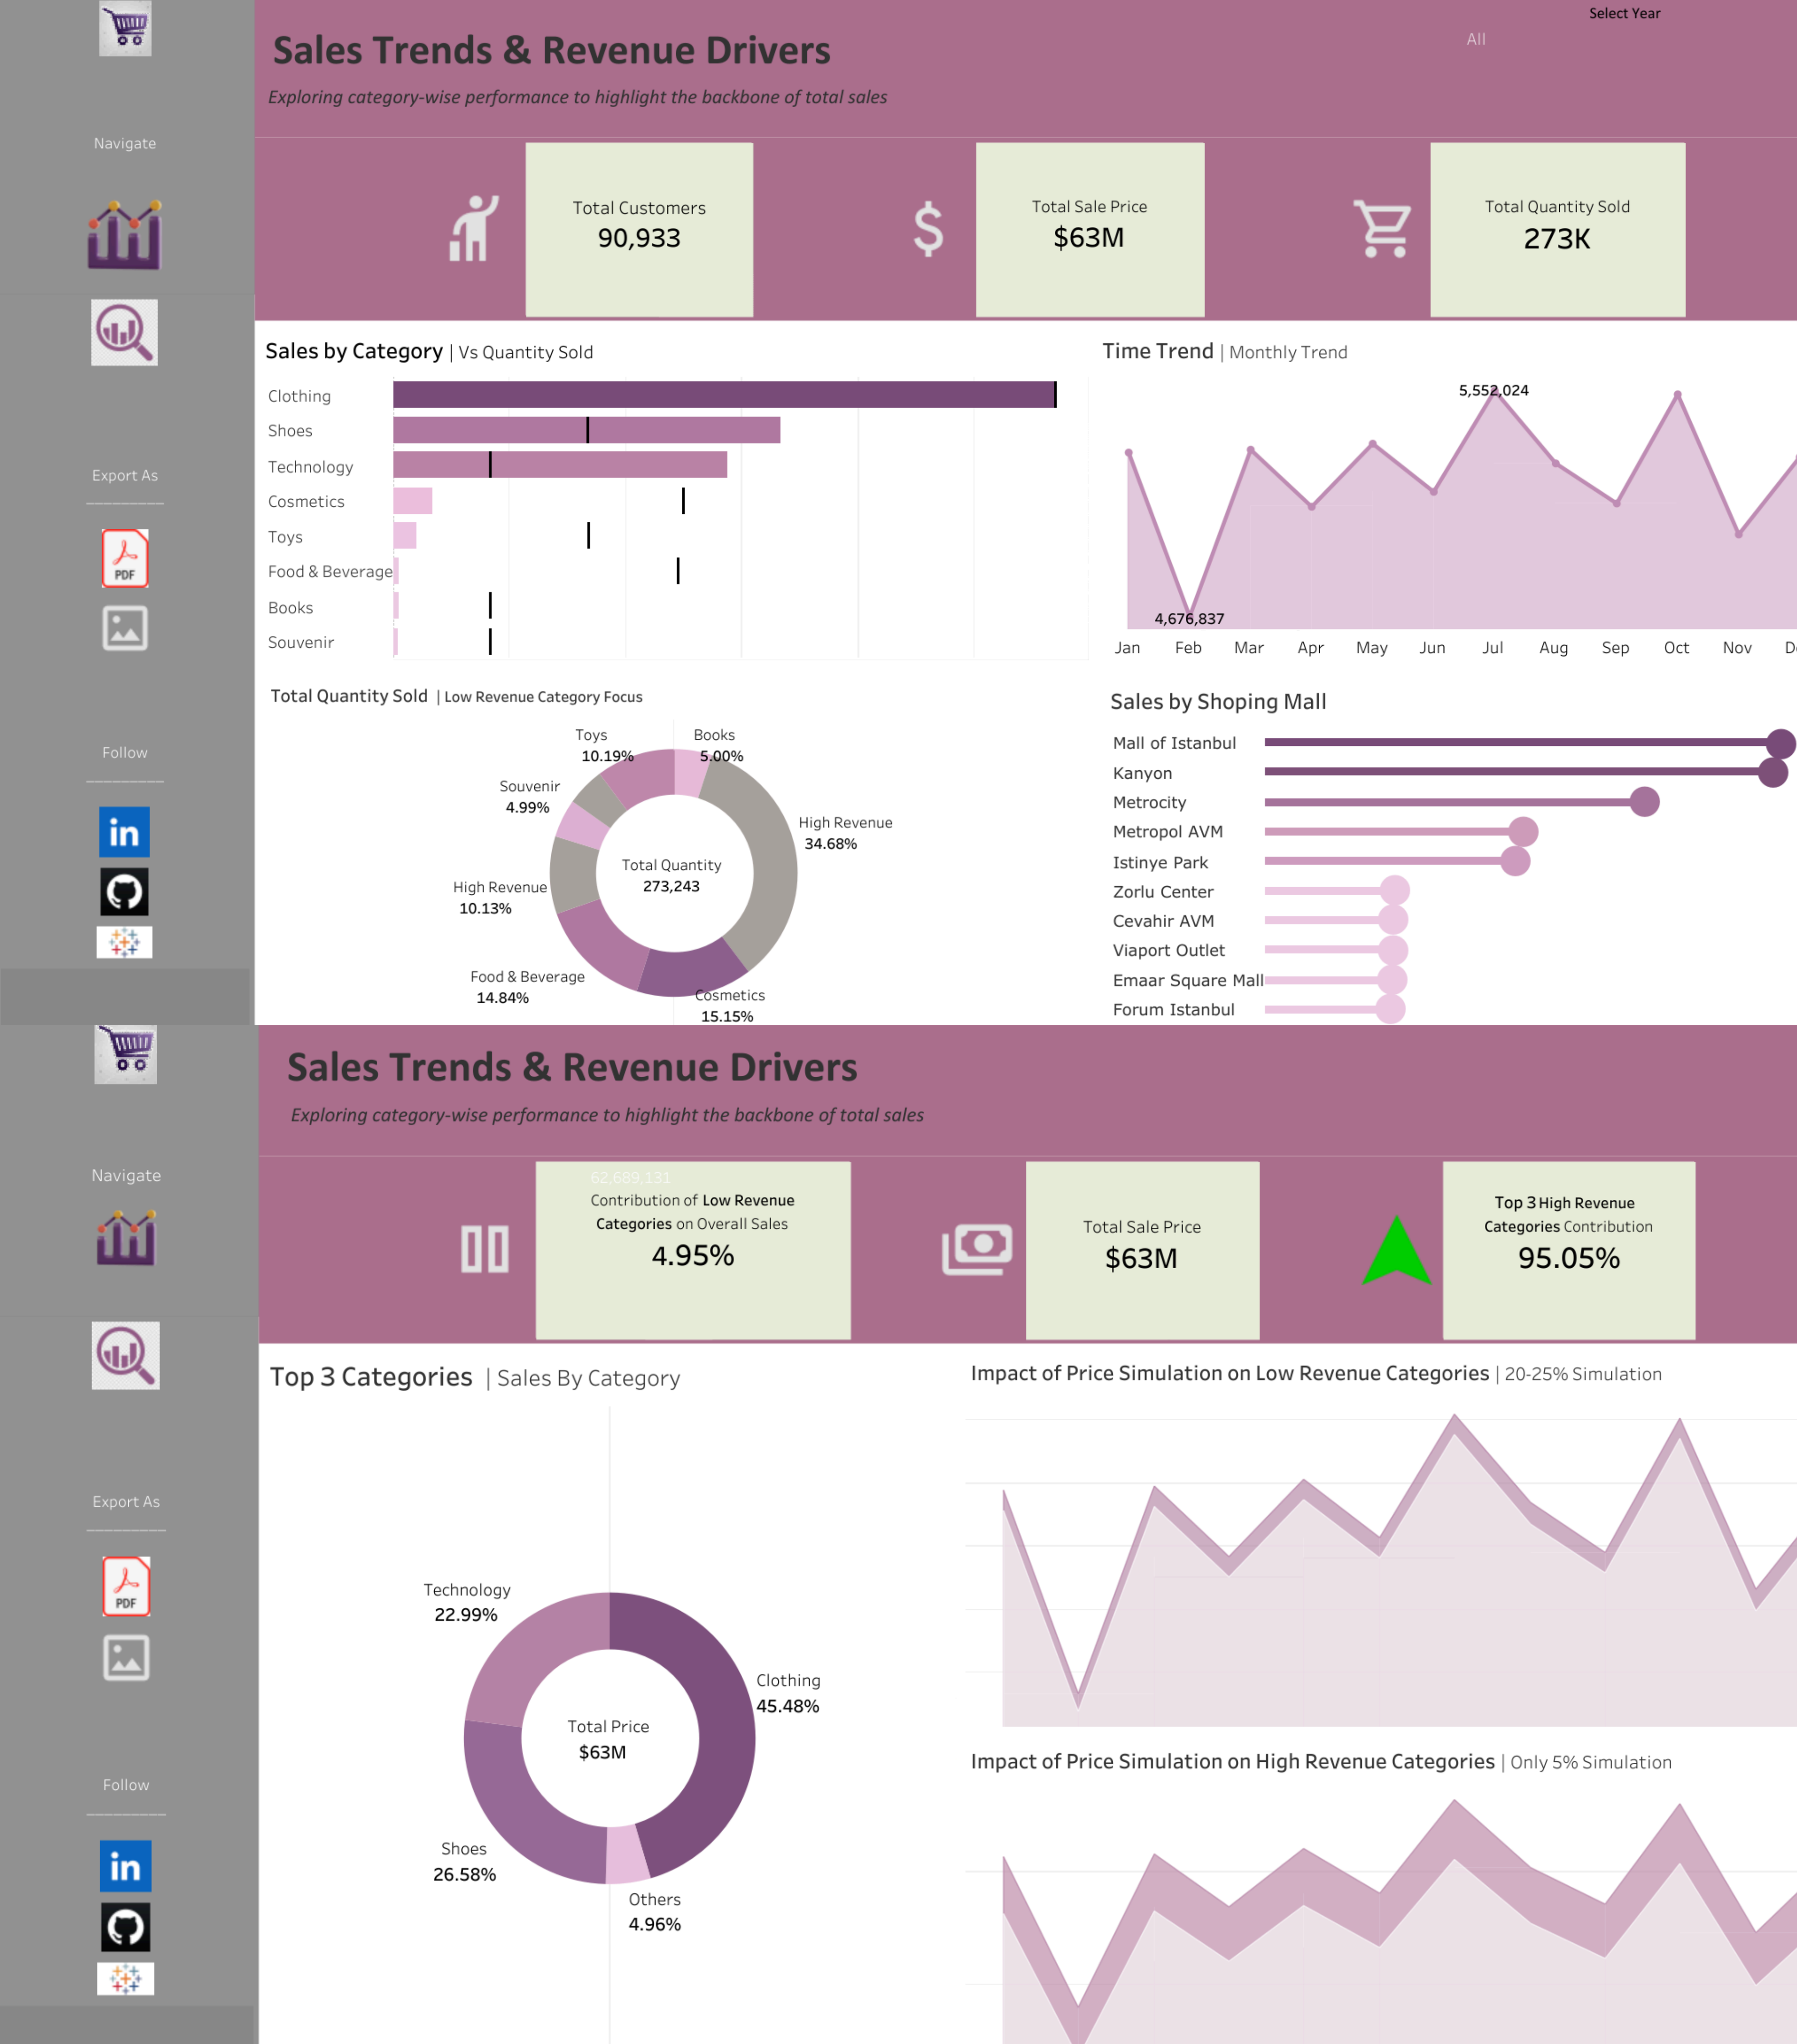 Select Year
All
Sales Trends & Revenue Drivers
Exploring category-wise performance to highlight the backbone of total sales
Navigate
Total Customers
90,933
Total Sale Price
$63M
Total Quantity Sold
273K
Export As
PDF
Follow
in
Sales by Category | Vs Quantity Sold
Clothing
Shoes
Technology
Cosmetics
Toys
Food & Beverage
Books
Souvenir
Time Trend | Monthly Trend
5,552,024
4,676,837
Jan Feb Mar Apr May Jun Jul Aug Sep Oct Nov
Total Quantity Sold | Low Revenue Category Focus
Toys
10.19%
Books
5.00%
Souvenir
4.99%
High Revenue
34.68%
Total Quantity
273,243
High Revenue
10.13%
Food & Beverage
14.84%
Cosmetics
15.15%
Sales by Shoping Mall
Mall of Istanbul
Kanyon
Metrocity
Metropol AVM
Istinye Park
Zorlu Center
Cevahir AVM
Viaport Outlet
Emaar Square Mall
Forum Istanbul
Sales Trends & Revenue Drivers
Exploring category-wise performance to highlight the backbone of total sales
Navigate
62,689,131
Contribution of Low Revenue
Categories on Overall Sales
4.95%
Total Sale Price
$63M
Top 3 High Revenue
Categories Contribution
95.05%
Export As
PDF
Follow
in
Top 3 Categories | Sales By Category
Technology
22.99%
Clothing
45.48%
Total Price
$63M
Shoes
26.58%
Others
4.96%
Impact of Price Simulation on Low Revenue Categories | 20-25% Simulation
Impact of Price Simulation on High Revenue Categories | Only 5% Simulation